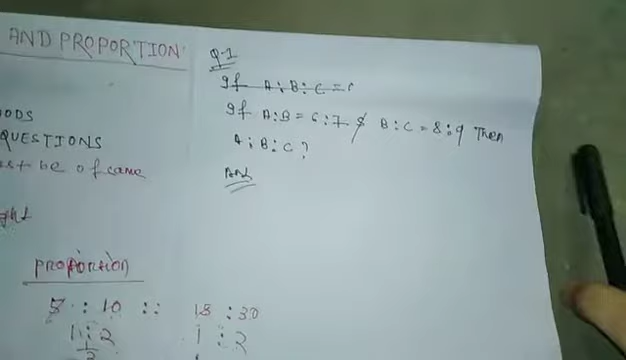 AND PROPORTION
Q-1
If A:B:C =
If A:B = 6:7 & B:C = 8:9 Then
A:B:C?
Ans
QUESTIONS
be of same
PROPORTION
5 : 10 :: 15 : 30
1 : 2 1 : 2